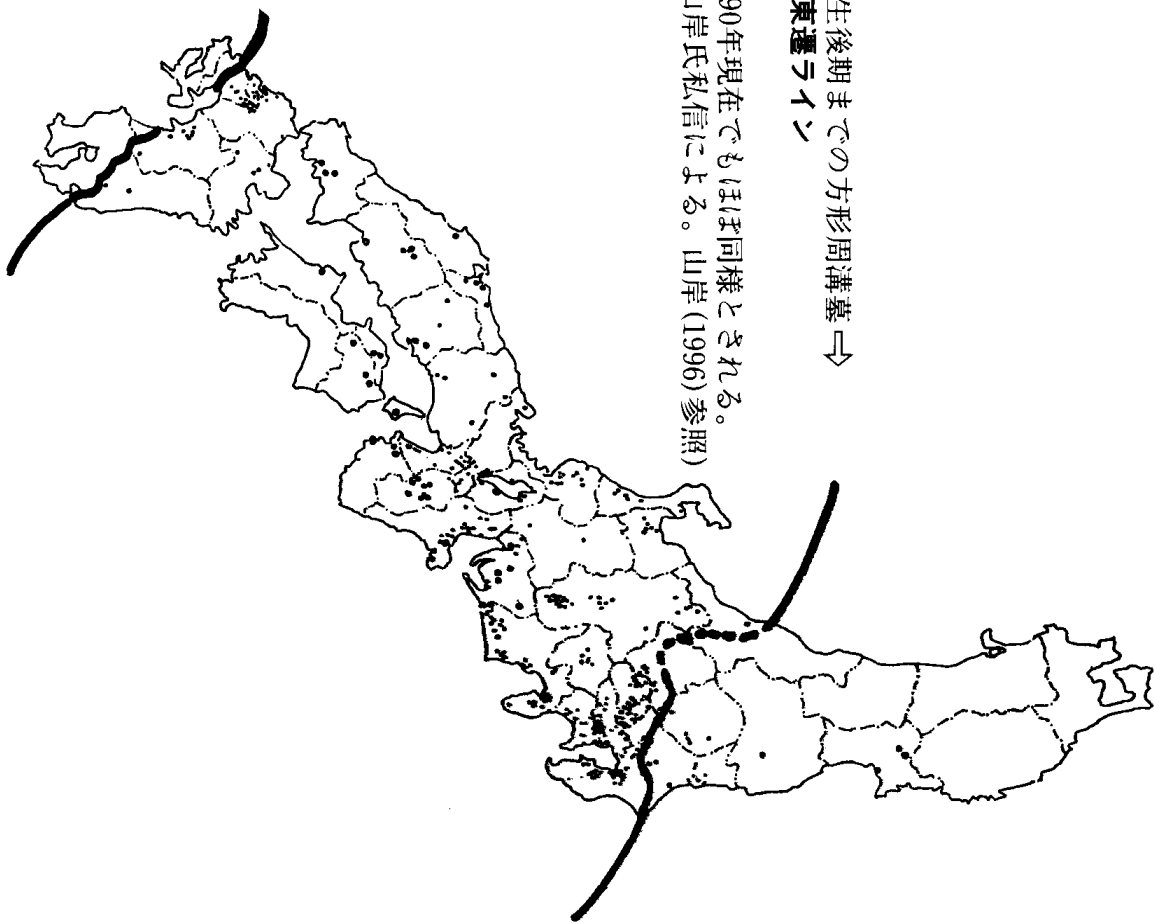 生後期までの方形周溝墓⇨
東遷ライン
90年現在でもほぼ同様とされる。
山岸氏私信による。山岸(1996)参照)